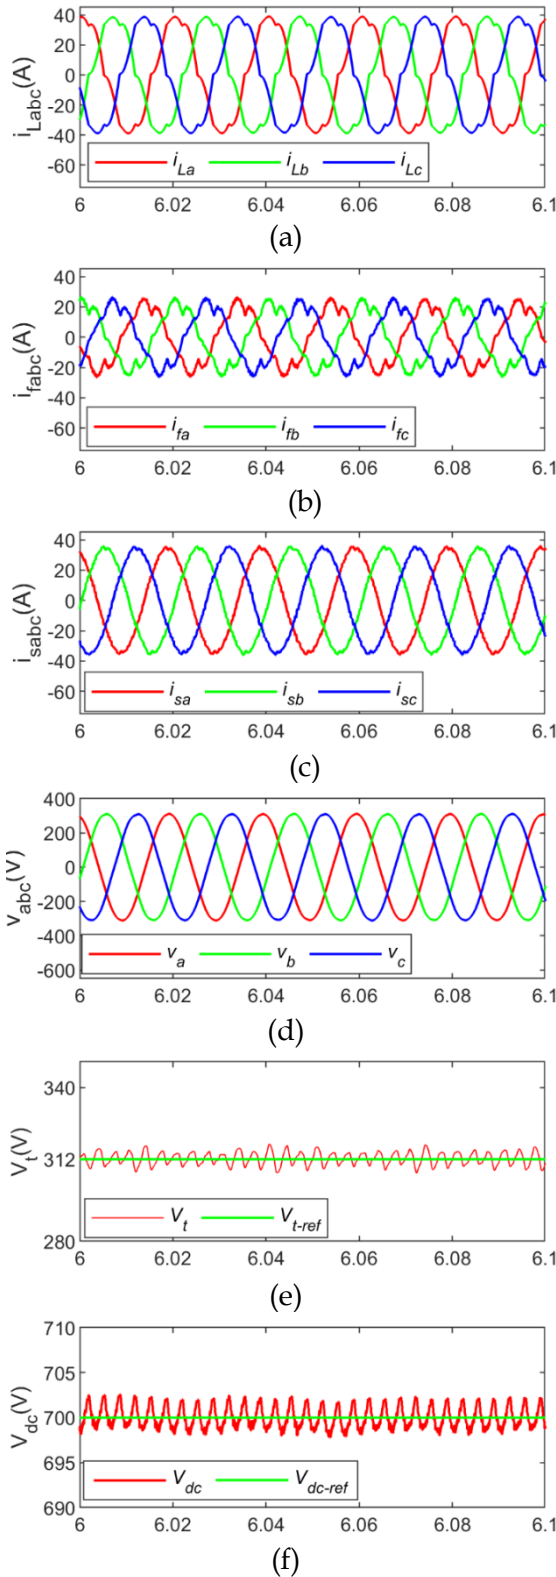 i_Labc(A)
40
20
0
-20
-40
-60
i_La i_Lb i_Lc
6 6.02 6.04 6.06 6.08 6.1
(a)
i_fabc(A)
40
20
0
-20
-40
-60
i_fa i_fb i_fc
6 6.02 6.04 6.06 6.08 6.1
(b)
i_sabc(A)
40
20
0
-20
-40
-60
i_sa i_sb i_sc
6 6.02 6.04 6.06 6.08 6.1
(c)
v_abc(V)
400
200
0
-200
-400
-600
v_a v_b v_c
6 6.02 6.04 6.06 6.08 6.1
(d)
V_t(V)
340
312
280
V_t V_t-ref
6 6.02 6.04 6.06 6.08 6.1
(e)
V_dc(V)
710
705
700
695
690
V_dc V_dc-ref
6 6.02 6.04 6.06 6.08 6.1
(f)